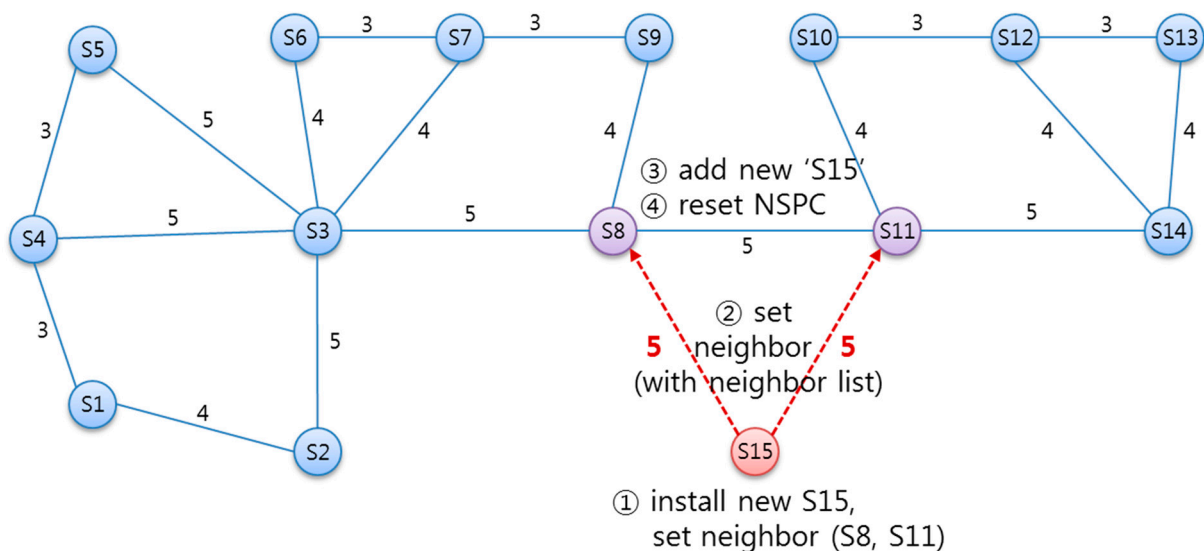 S5
S6
3
S7
3
S9
S10
3
S12
3
S13
3
5
4
4
4
4
4
4
③ add new ‘S15’
④ reset NSPC
S4
5
S3
5
S8
5
S11
5
S14
3
5
② set
5 neighbor 5
(with neighbor list)
S1
4
S2
S15
① install new S15,
set neighbor (S8, S11)